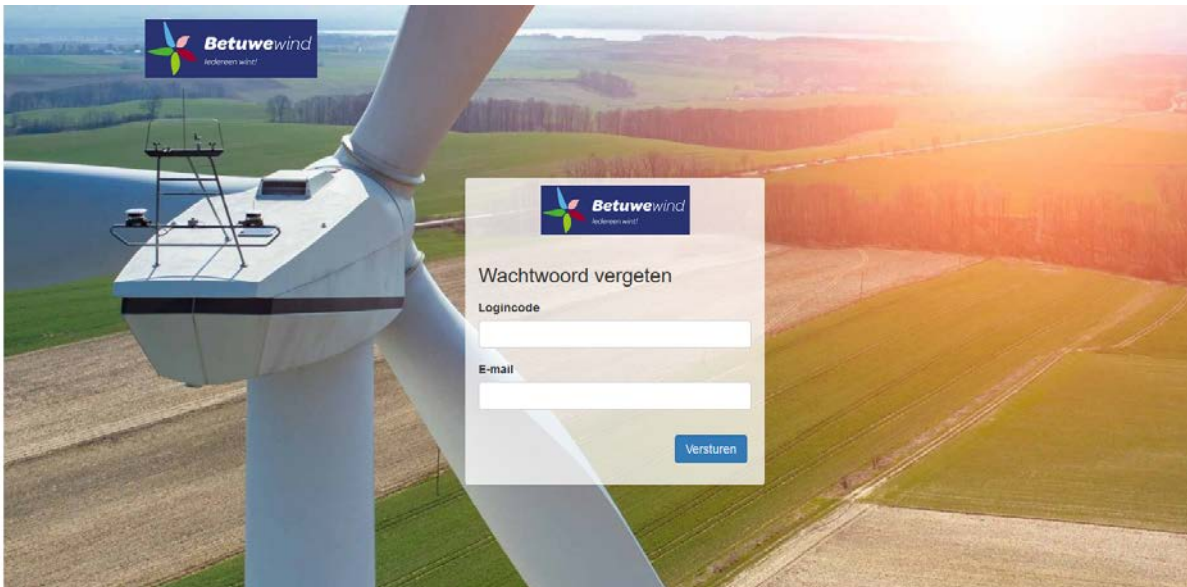 Betuwewind
Iedereen wint!
Betuwewind
Iedereen wint!
Wachtwoord vergeten
Logincode
E-mail
Versturen